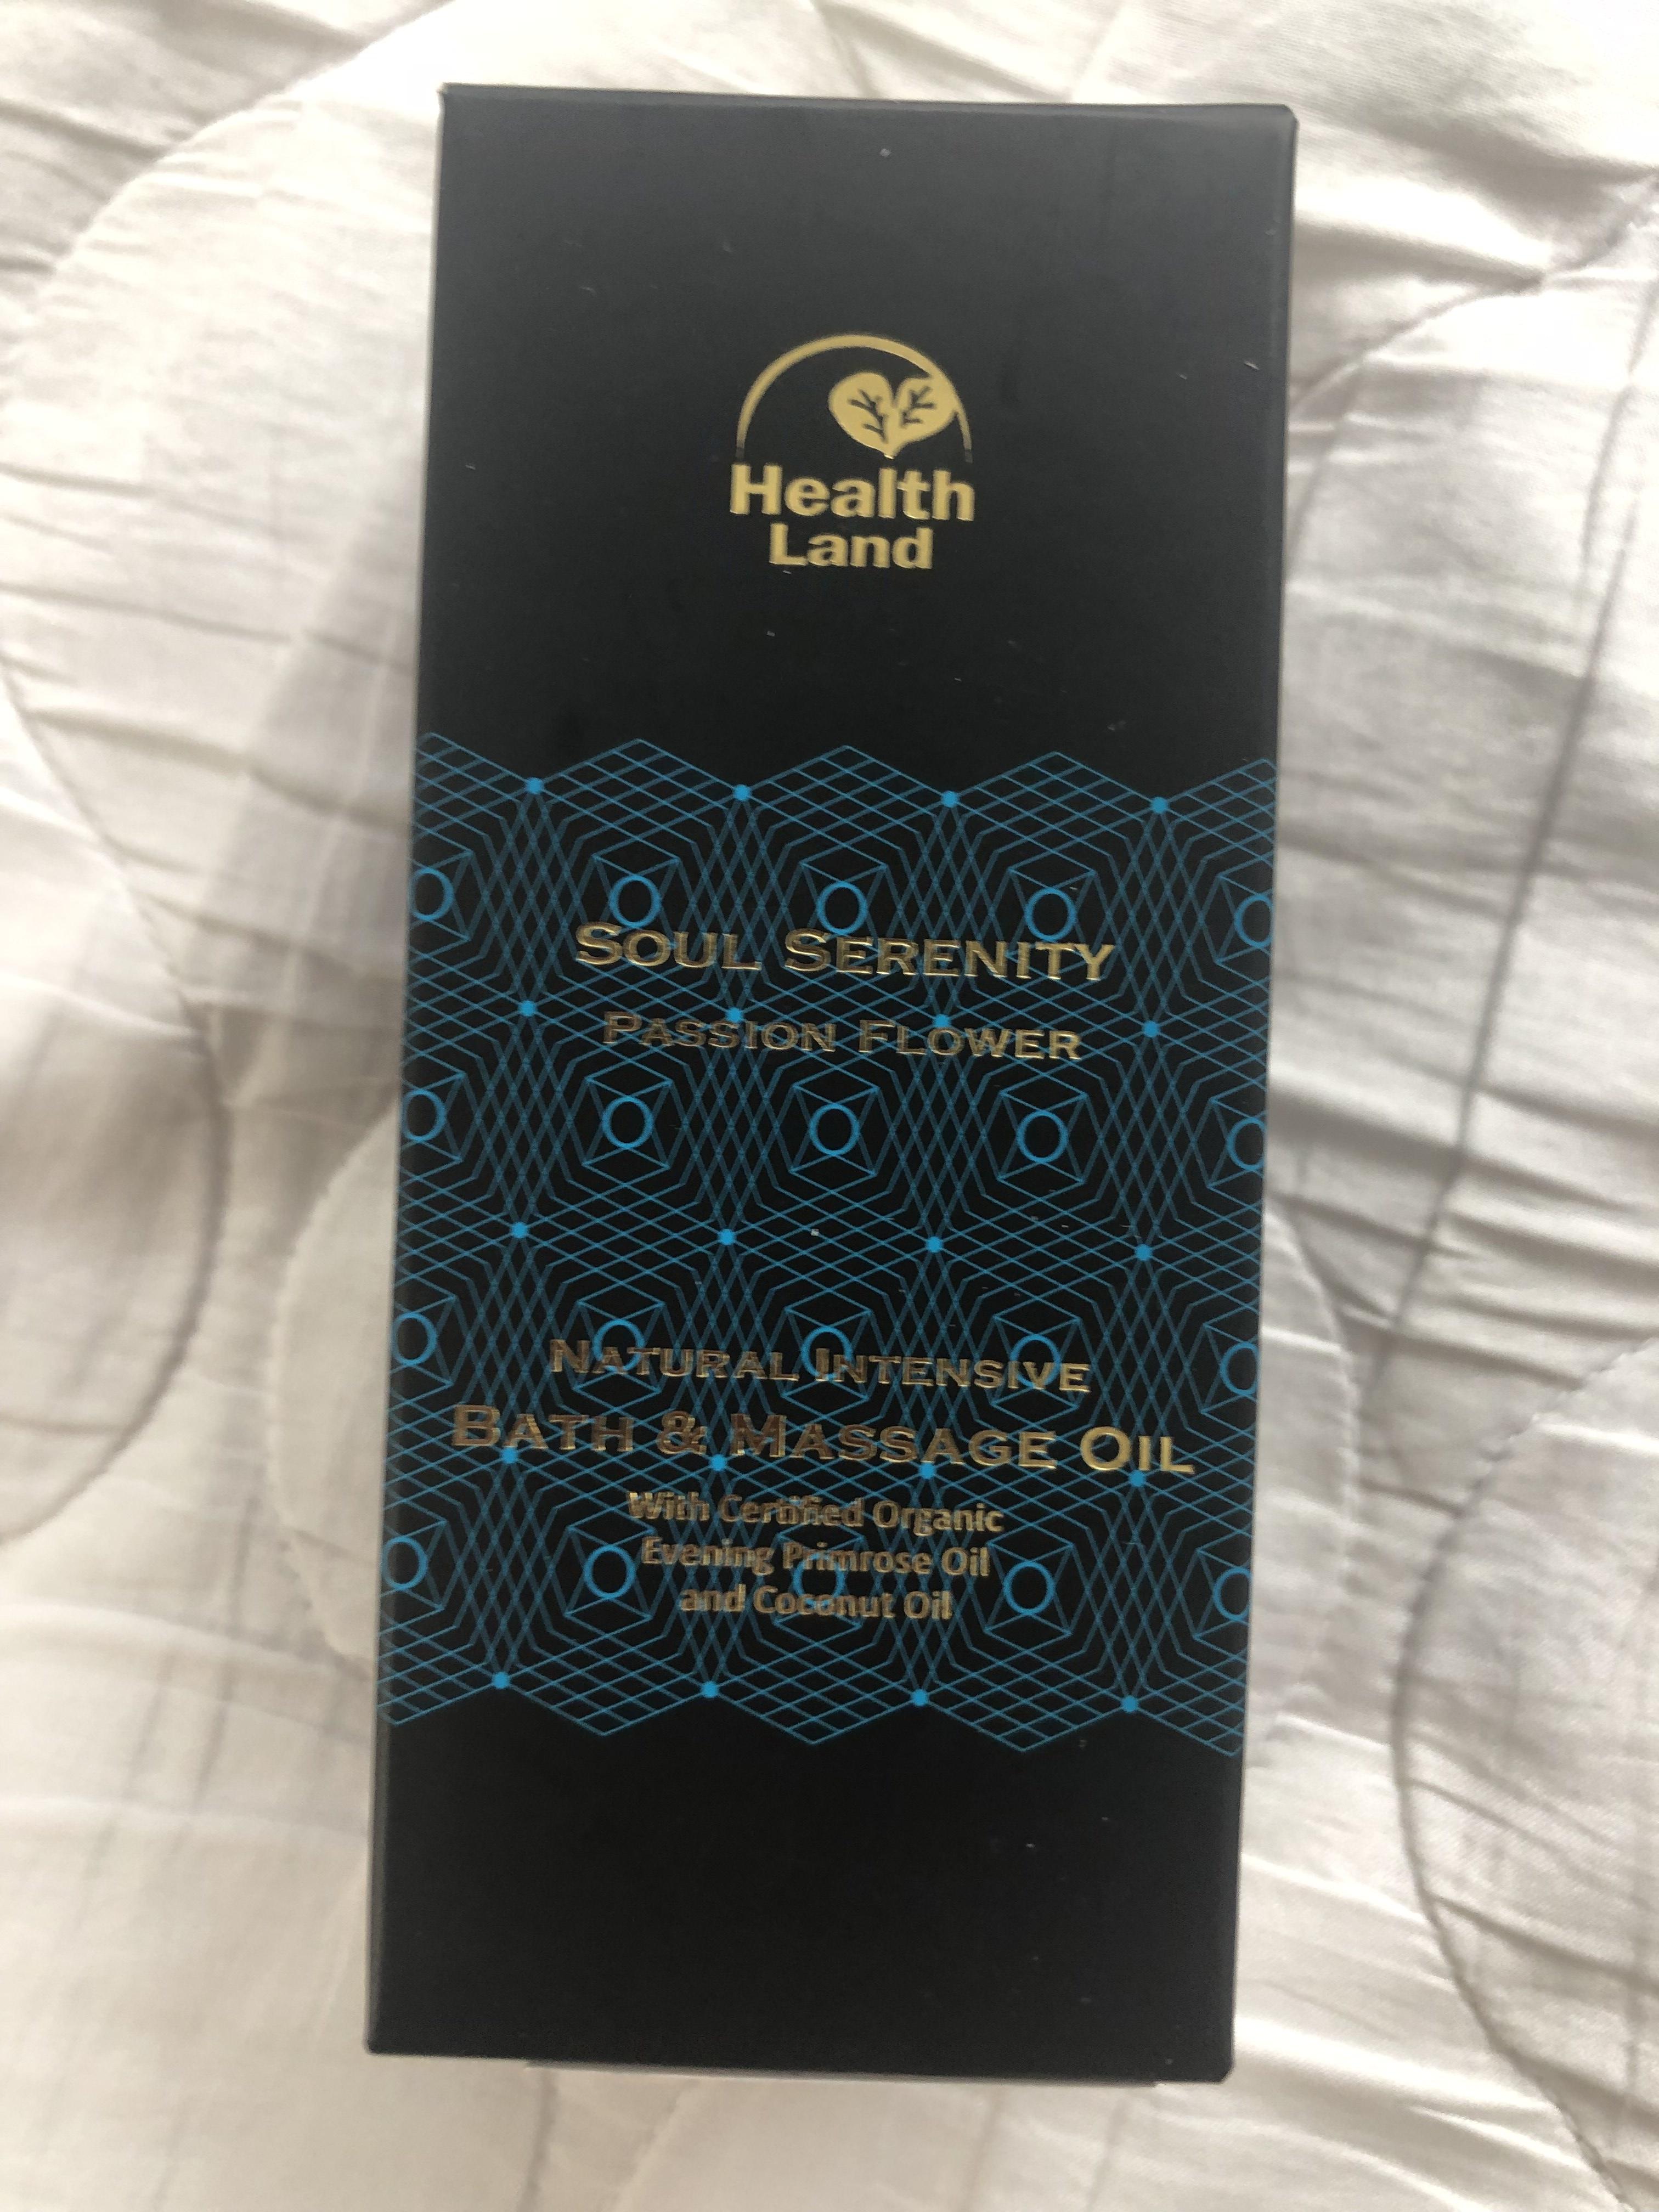 Health
Land
SOUL SERENITY
PASSION FLOWER
NATURAL INTENSIVE
BATH & MASSAGE OIL
With Certified Organic
Evening Primrose Oil
and Coconut Oil